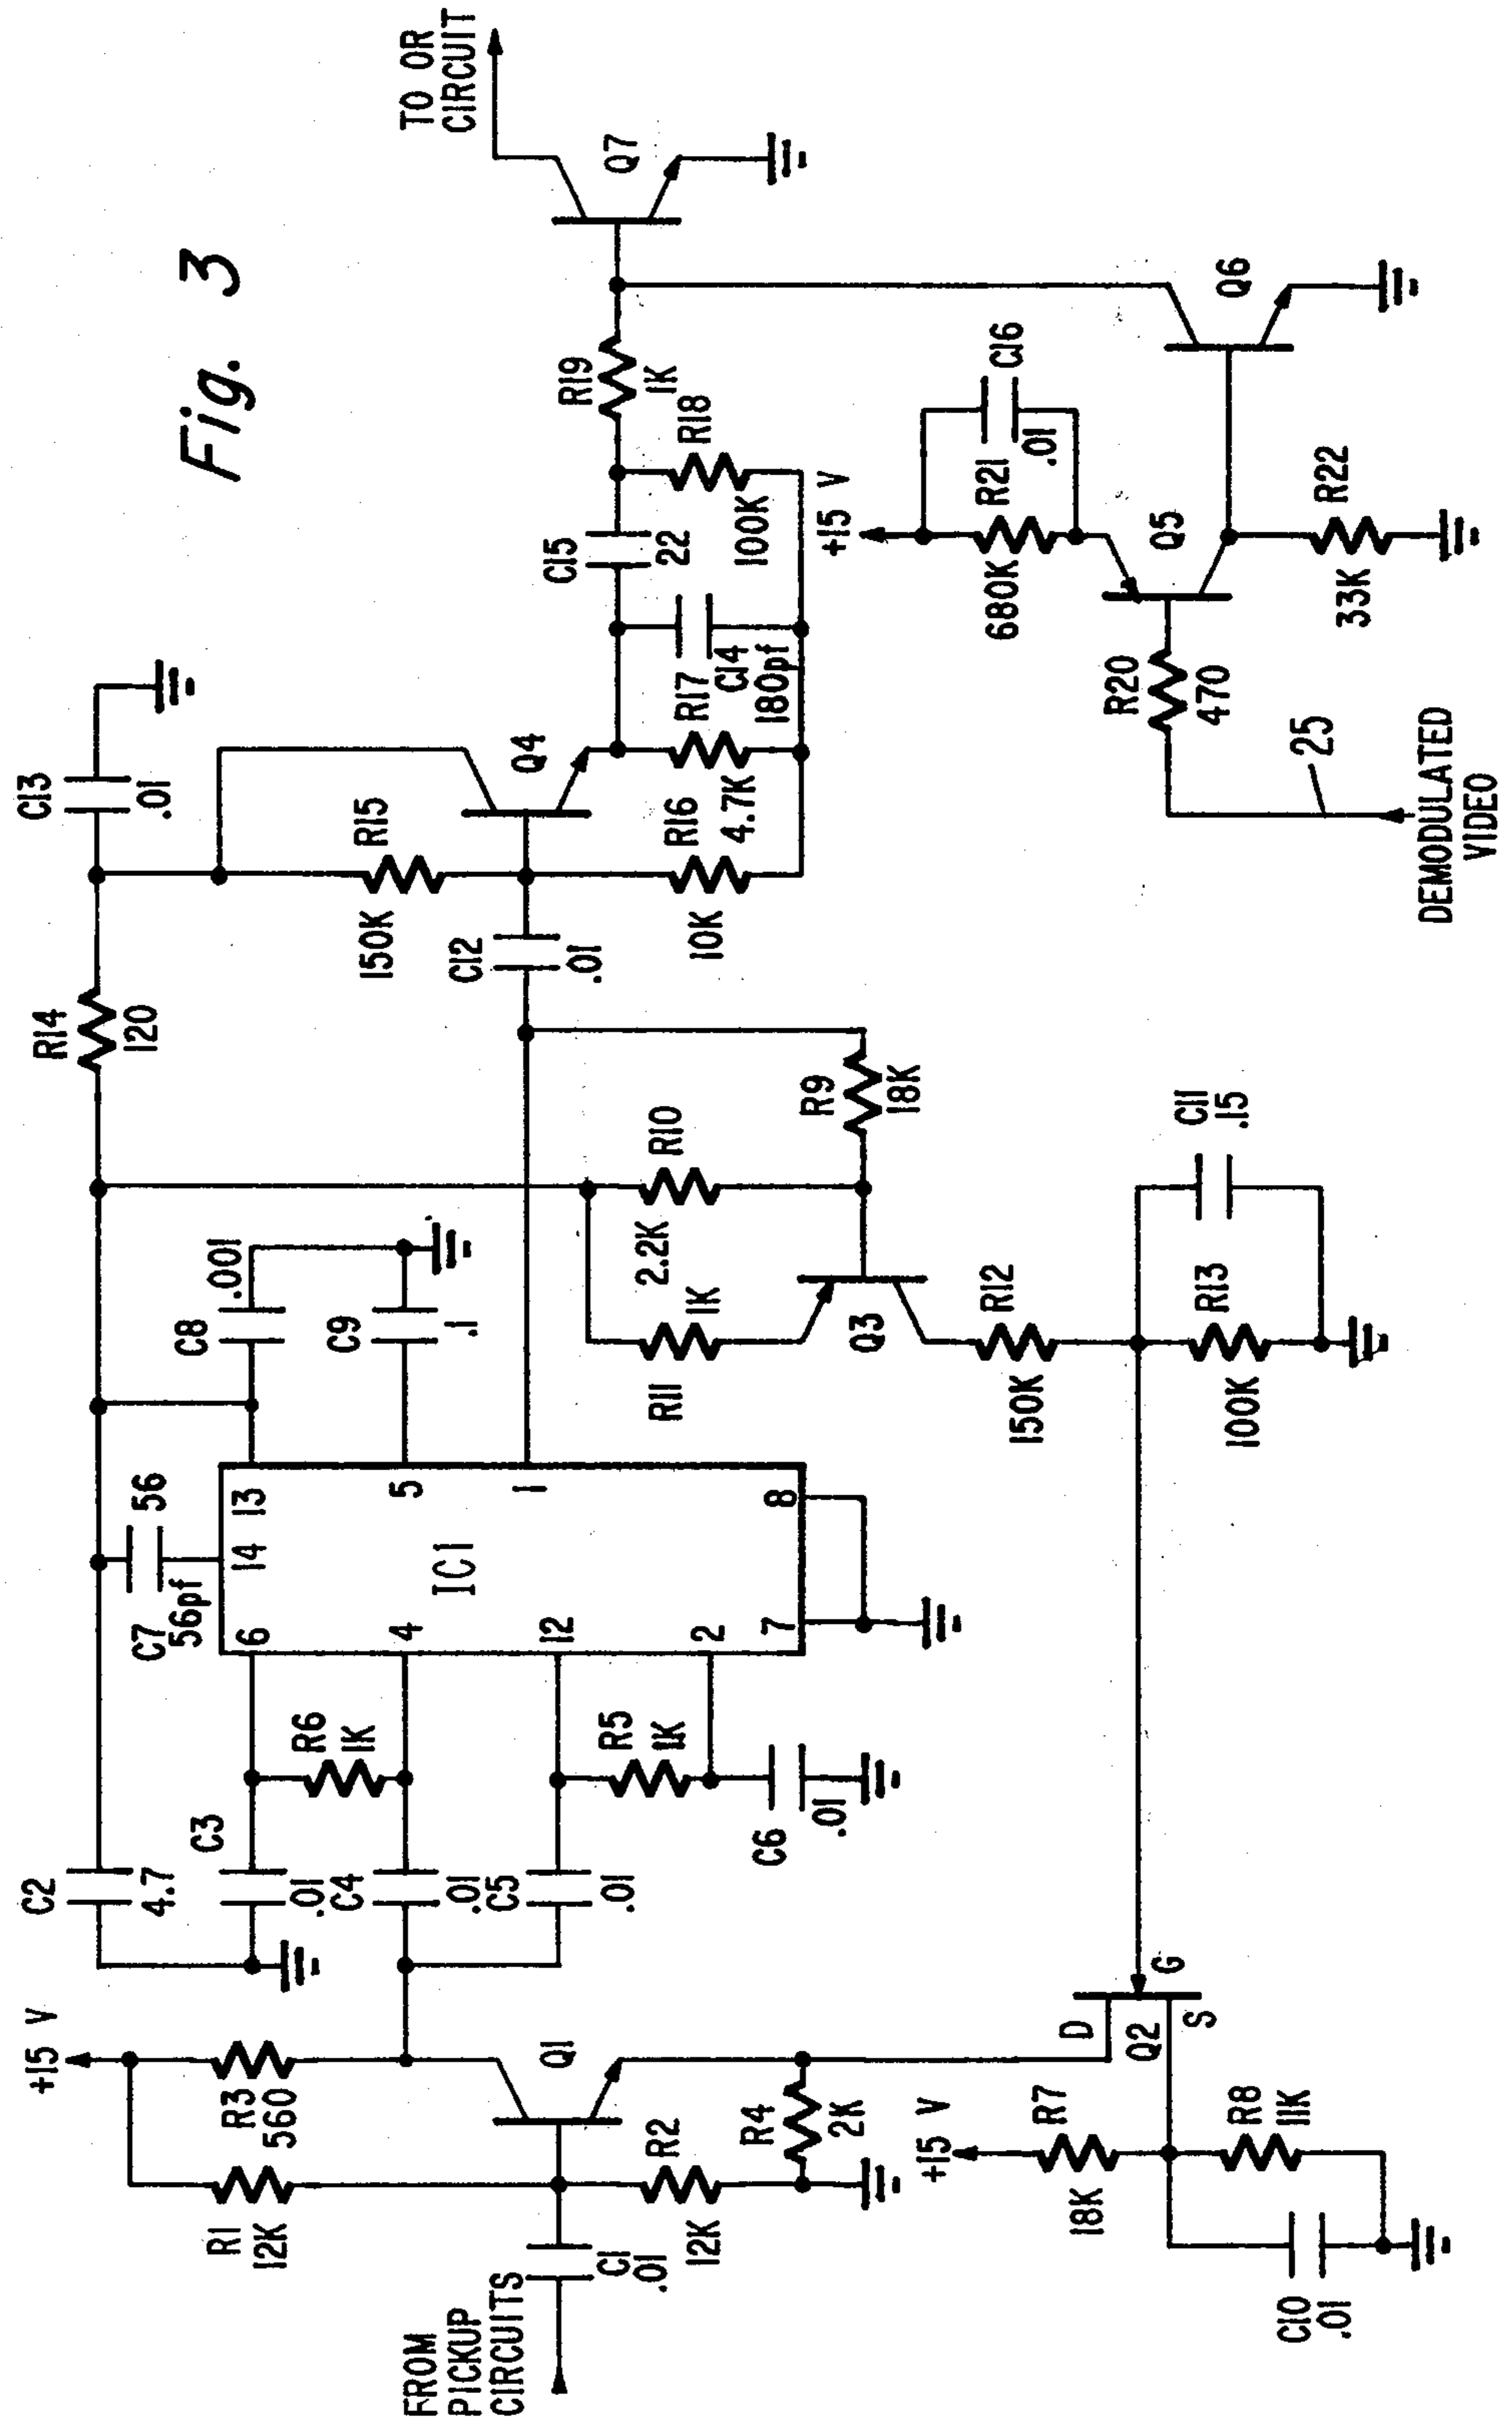 Fig. 3
FROM
PICKUP
CIRCUITS
C1
.01
R1
12K
R2
12K
+15 V
R3
560
Q1
R4
2K
C2
4.7
C3
.01
C4
.01
C5
.01
R6
1K
R5
1K
C6
.01
C7
56pf
56
6
14
13
4
5
IC1
12
1
2
7
8
C8
.001
C9
.1
R14
120
C13
.01
R10
2.2K
R11
1K
R9
18K
Q3
R12
150K
R13
100K
C11
.15
C12
.01
R15
150K
Q4
R16
10K
R17
4.7K
C14
180pf
C15
22
R18
100K
R19
1K
Q7
TO OR
CIRCUIT
+15 V
R7
18K
D
Q2
G
S
R8
11K
C10
.01
+15 V
R21
680K
C16
.01
Q5
Q6
R20
470
R22
33K
25
DEMODULATED
VIDEO